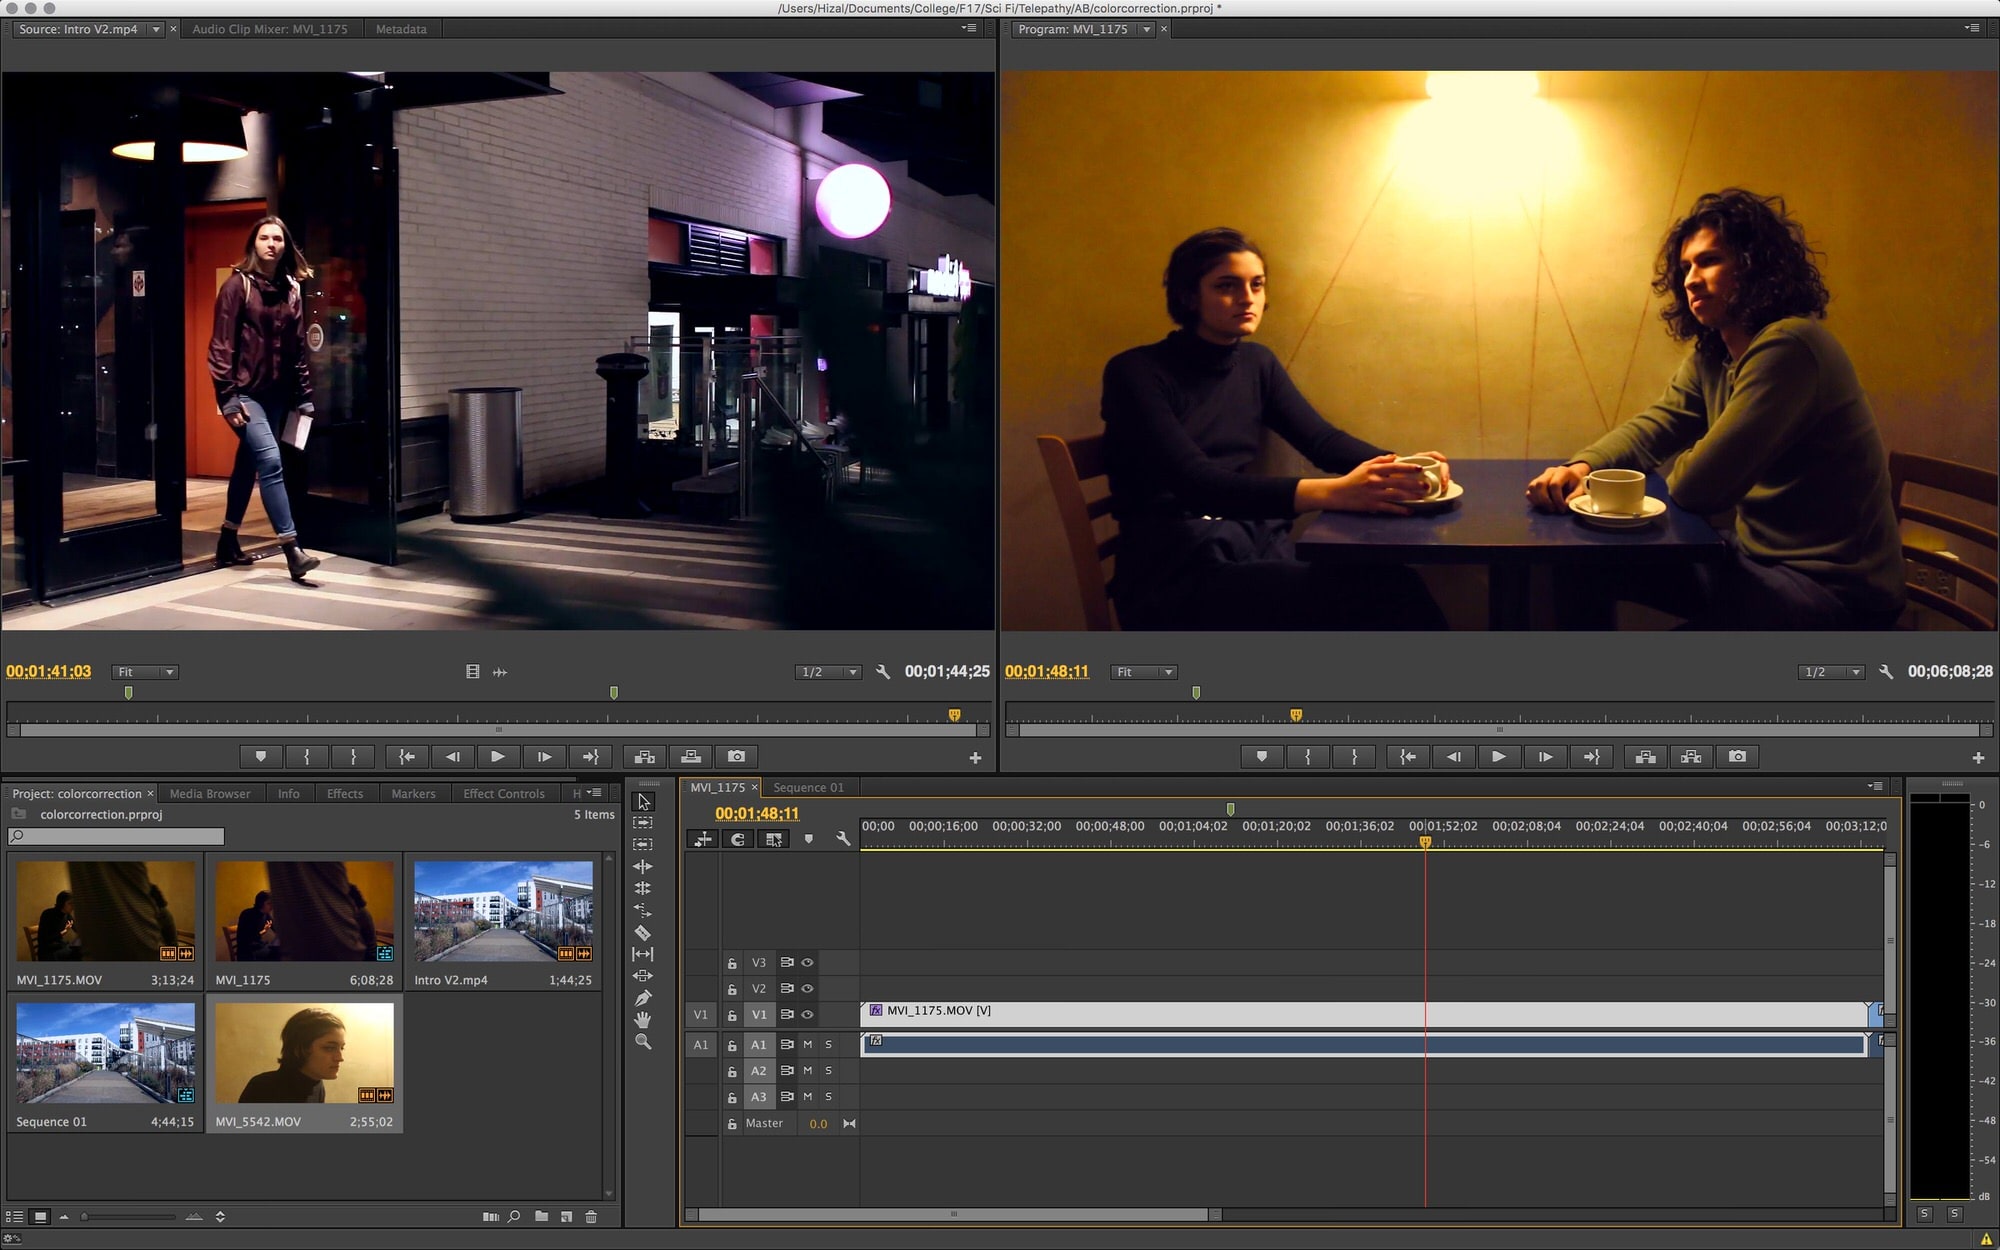 /Users/Hizal/Documents/College/F17/Sci Fi/Telepathy/AB/colorcorrection.prproj *
Source: Intro V2.mp4 × Audio Clip Mixer: MVI_1175 Metadata
Program: MVI_1175 ×
00;01;41;03 Fit 1/2 00;01;44;25
00;01;48;11 Fit 1/2 00;06;08;28
Project: colorcorrection × Media Browser Info Effects Markers Effect Controls H
colorcorrection.prproj 5 Items
MVI_1175.MOV 3;13;24
MVI_1175 6;08;28
Intro V2.mp4 1;44;25
Sequence 01 4;44;15
MVI_5542.MOV 2;55;02
MVI_1175 × Sequence 01
00;01;48;11
00;00 00;00;16;00 00;00;32;00 00;00;48;00 00;01;04;02 00;01;20;02 00;01;36;02 00;01;52;02 00;02;08;04 00;02;24;04 00;02;40;04 00;02;56;04 00;03;12;0
V3
V2
V1 V1 fx MVI_1175.MOV [V]
A1 A1 M S fx
A2 M S
A3 M S
Master 0.0
0
-6
-12
-18
-24
-30
-36
-42
-48
-54
dB
S S